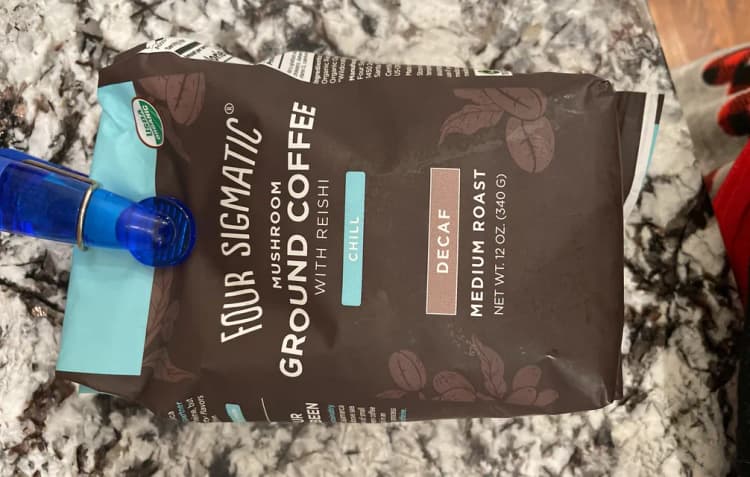 USDA
ORGANIC
FOUR SIGMATIC®
MUSHROOM
GROUND COFFEE
WITH REISHI
CHILL
DECAF
MEDIUM ROAST
NET WT. 12 OZ. (340 G)